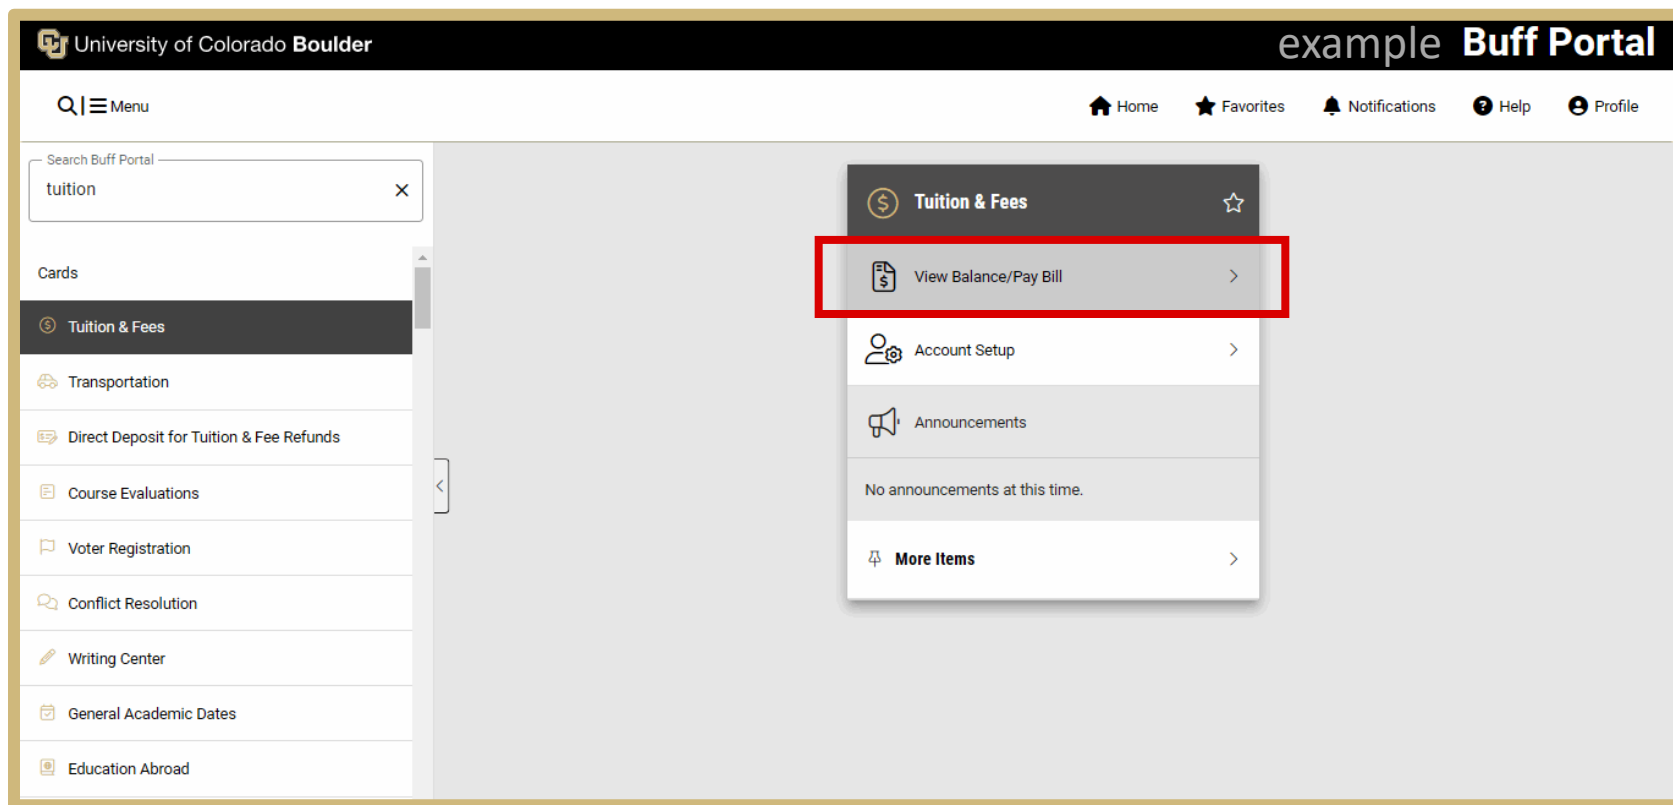 University of Colorado Boulder
example Buff Portal
Menu
Home Favorites Notifications Help Profile
Search Buff Portal
tuition
Cards
Tuition & Fees
Transportation
Direct Deposit for Tuition & Fee Refunds
Course Evaluations
Voter Registration
Conflict Resolution
Writing Center
General Academic Dates
Education Abroad
Tuition & Fees
View Balance/Pay Bill
Account Setup
Announcements
No announcements at this time.
More Items